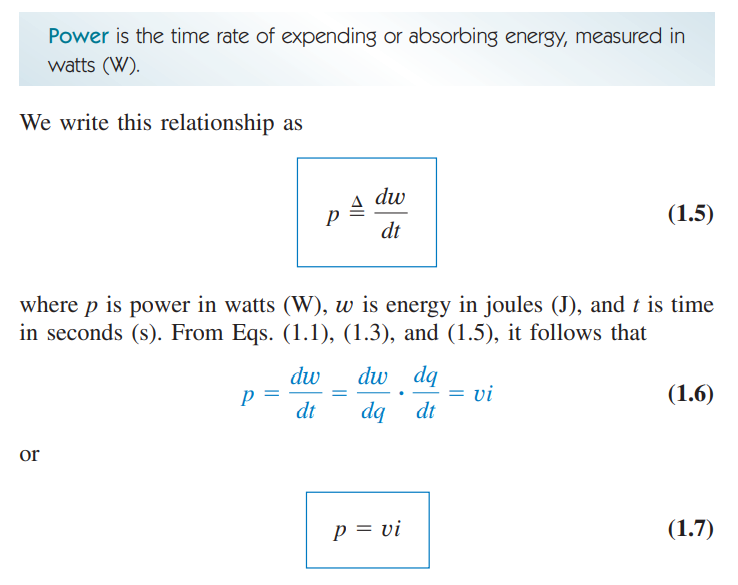 Power is the time rate of expending or absorbing energy, measured in
watts (W).
We write this relationship as
p ≜ dw/dt (1.5)
where p is power in watts (W), w is energy in joules (J), and t is time
in seconds (s). From Eqs. (1.1), (1.3), and (1.5), it follows that
p = dw/dt = dw/dq · dq/dt = vi (1.6)
or
p = vi (1.7)